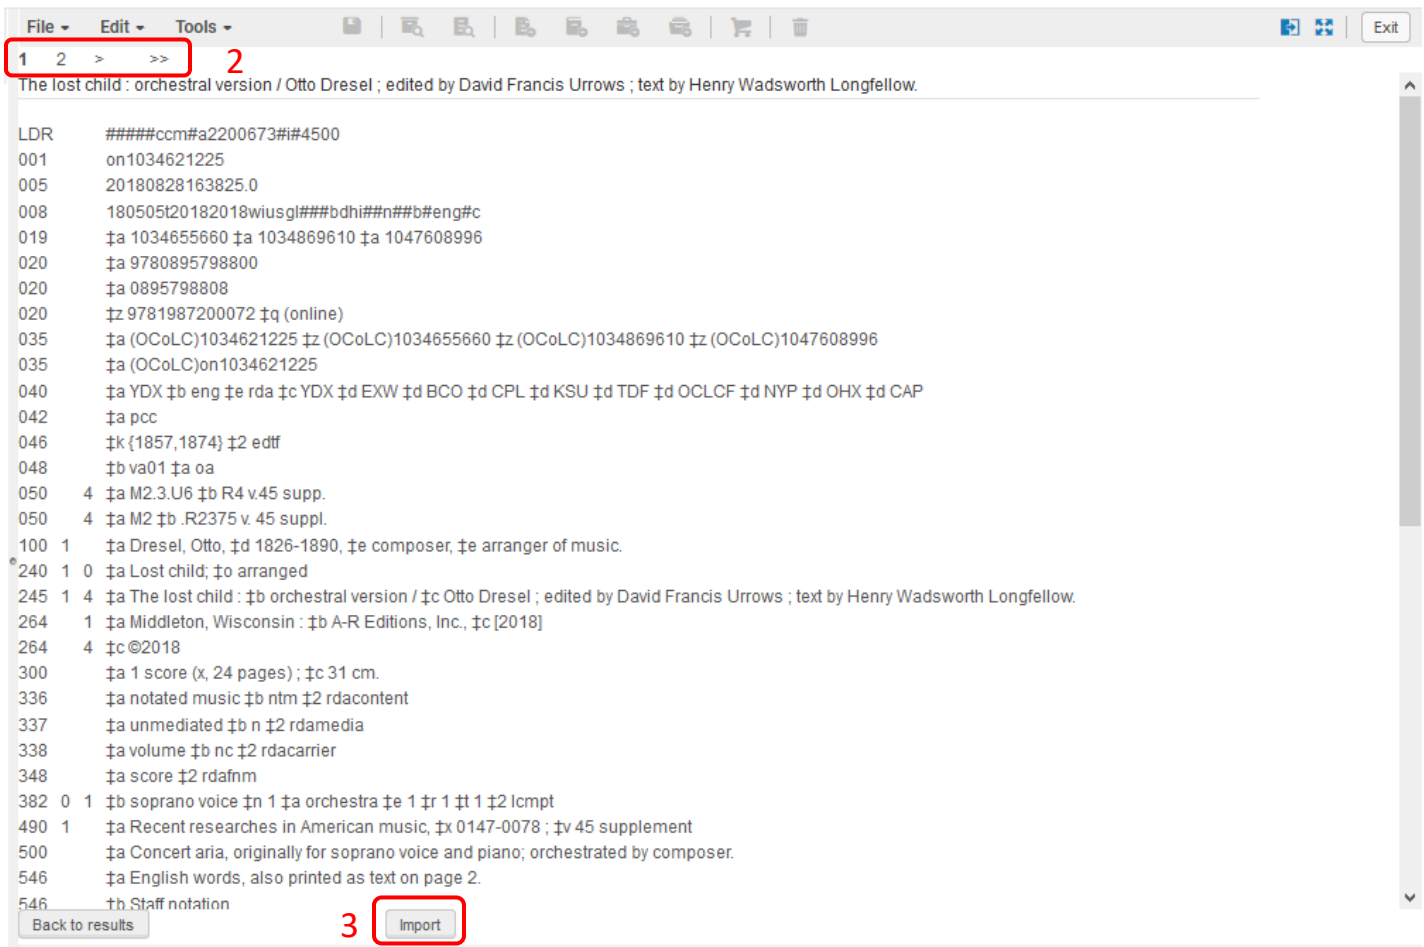 File Edit Tools Exit
1 2 > >> 2
The lost child : orchestral version / Otto Dresel ; edited by David Francis Urrows ; text by Henry Wadsworth Longfellow.
LDR #####ccm#a2200673#i#4500
001 on1034621225
005 20180828163825.0
008 180505t20182018wiusgl###bdhi##n##b#eng#c
019 ‡a 1034655660 ‡a 1034869610 ‡a 1047608996
020 ‡a 9780895798800
020 ‡a 0895798808
020 ‡z 9781987200072 ‡q (online)
035 ‡a (OCoLC)1034621225 ‡z (OCoLC)1034655660 ‡z (OCoLC)1034869610 ‡z (OCoLC)1047608996
035 ‡a (OCoLC)on1034621225
040 ‡a YDX ‡b eng ‡e rda ‡c YDX ‡d EXW ‡d BCO ‡d CPL ‡d KSU ‡d TDF ‡d OCLCF ‡d NYP ‡d OHX ‡d CAP
042 ‡a pcc
046 ‡k {1857,1874} ‡2 edtf
048 ‡b va01 ‡a oa
050 4 ‡a M2.3.U6 ‡b R4 v.45 supp.
050 4 ‡a M2 ‡b .R2375 v. 45 suppl.
100 1 ‡a Dresel, Otto, ‡d 1826-1890, ‡e composer, ‡e arranger of music.
240 1 0 ‡a Lost child; ‡o arranged
245 1 4 ‡a The lost child : ‡b orchestral version / ‡c Otto Dresel ; edited by David Francis Urrows ; text by Henry Wadsworth Longfellow.
264 1 ‡a Middleton, Wisconsin : ‡b A-R Editions, Inc., ‡c [2018]
264 4 ‡c ©2018
300 ‡a 1 score (x, 24 pages) ; ‡c 31 cm.
336 ‡a notated music ‡b ntm ‡2 rdacontent
337 ‡a unmediated ‡b n ‡2 rdamedia
338 ‡a volume ‡b nc ‡2 rdacarrier
348 ‡a score ‡2 rdafnm
382 0 1 ‡b soprano voice ‡n 1 ‡a orchestra ‡e 1 ‡r 1 ‡t 1 ‡2 lcmpt
490 1 ‡a Recent researches in American music, ‡x 0147-0078 ; ‡v 45 supplement
500 ‡a Concert aria, originally for soprano voice and piano; orchestrated by composer.
546 ‡a English words, also printed as text on page 2.
546 ‡b Staff notation
Back to results 3 Import